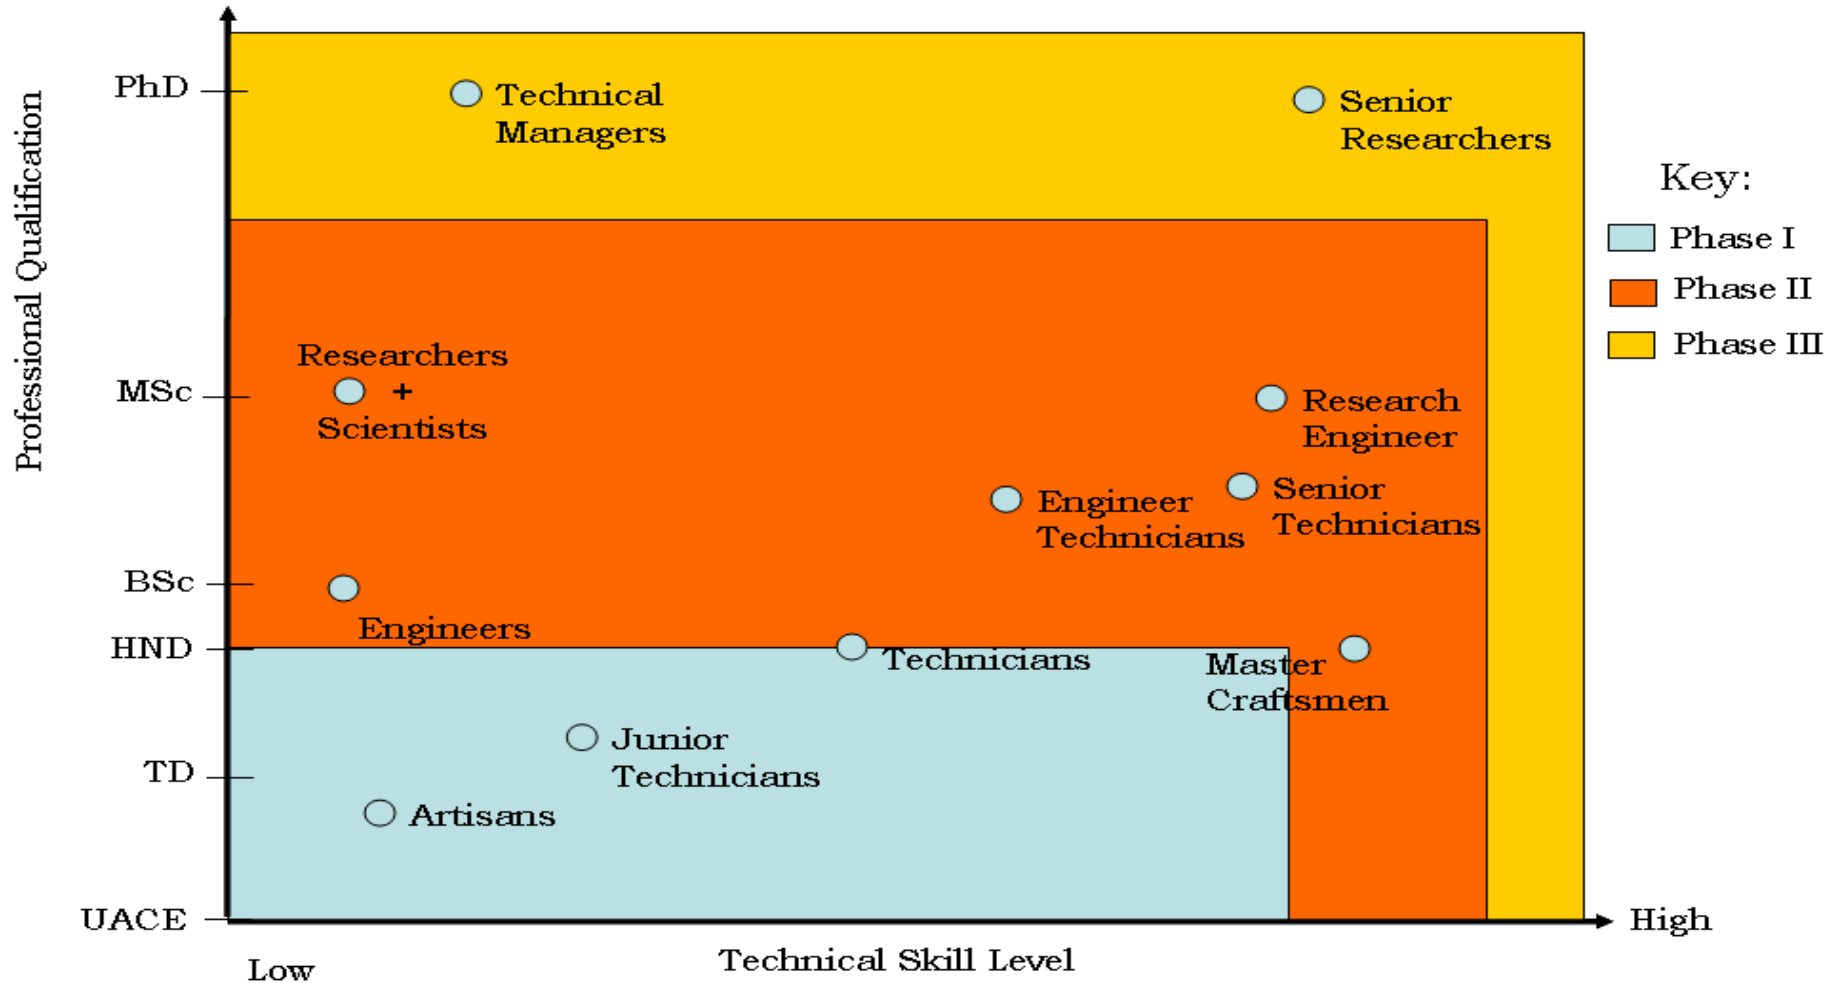 PhD
Technical
Managers
Senior
Researchers
Professional Qualification
Key:
Phase I
Phase II
Phase III
Researchers
+
Scientists
MSc
Research
Engineer
Engineer
Technicians
Senior
Technicians
BSc
Engineers
HND
Technicians
Master
Craftsmen
Junior
Technicians
TD
Artisans
UACE
High
Low
Technical Skill Level